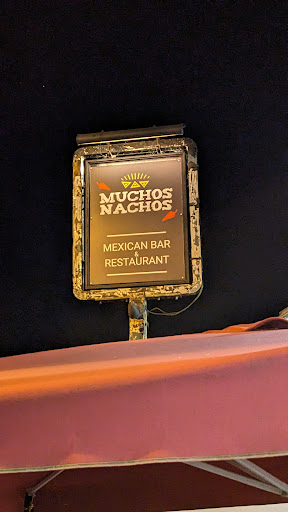 MUCHOS
NACHOS
MEXICAN BAR
&
RESTAURANT